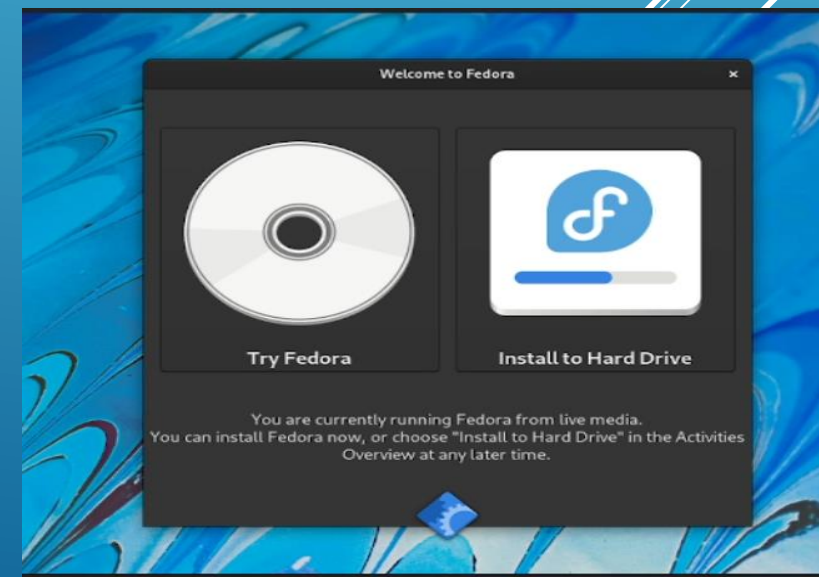 Welcome to Fedora
Try Fedora
Install to Hard Drive
You are currently running Fedora from live media.
You can install Fedora now, or choose "Install to Hard Drive" in the Activities
Overview at any later time.